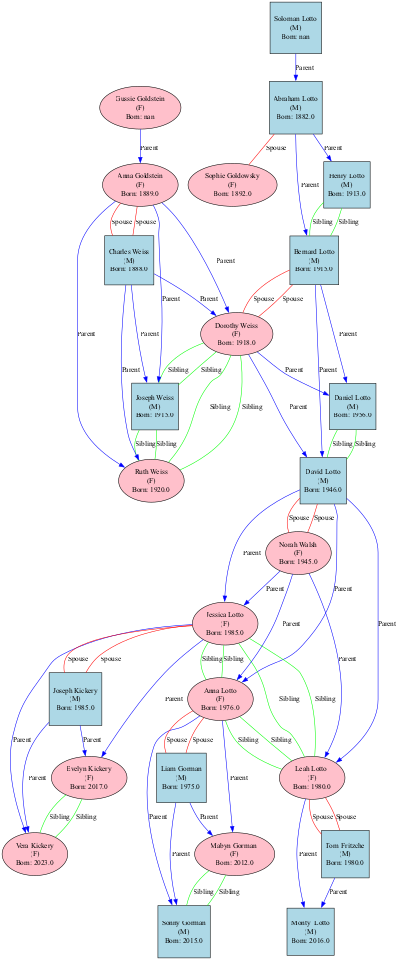 Soloman Lotto
(M)
Born: nan
Parent
Gussie Goldstein
(F)
Born: nan
Abraham Lotto
(M)
Born: 1882.0
Parent
Spouse
Parent
Parent
Anna Goldstein
(F)
Born: 1889.0
Sophie Goldowsky
(F)
Born: 1892.0
Henry Lotto
(M)
Born: 1913.0
Spouse
Spouse
Sibling
Sibling
Charles Weiss
(M)
Born: 1888.0
Bernard Lotto
(M)
Born: 1915.0
Parent
Parent
Parent
Parent
Spouse
Spouse
Dorothy Weiss
(F)
Born: 1918.0
Parent
Parent
Parent
Parent
Sibling
Sibling
Parent
Parent
Joseph Weiss
(M)
Born: 1915.0
Sibling
Sibling
Daniel Lotto
(M)
Born: 1956.0
Sibling
Sibling
Sibling
Sibling
Ruth Weiss
(F)
Born: 1920.0
David Lotto
(M)
Born: 1946.0
Spouse
Spouse
Norah Walsh
(F)
Born: 1945.0
Parent
Parent
Parent
Parent
Jessica Lotto
(F)
Born: 1985.0
Parent
Parent
Spouse
Spouse
Sibling
Sibling
Joseph Kickery
(M)
Born: 1985.0
Parent
Anna Lotto
(F)
Born: 1976.0
Sibling
Sibling
Parent
Parent
Parent
Spouse
Spouse
Sibling
Sibling
Evelyn Kickery
(F)
Born: 2017.0
Liam Gorman
(M)
Born: 1975.0
Parent
Parent
Leah Lotto
(F)
Born: 1980.0
Sibling
Sibling
Parent
Parent
Spouse
Spouse
Vera Kickery
(F)
Born: 2023.0
Mabyn Gorman
(F)
Born: 2012.0
Parent
Tom Fritzche
(M)
Born: 1980.0
Sibling
Sibling
Parent
Sonny Gorman
(M)
Born: 2015.0
Monty Lotto
(M)
Born: 2016.0